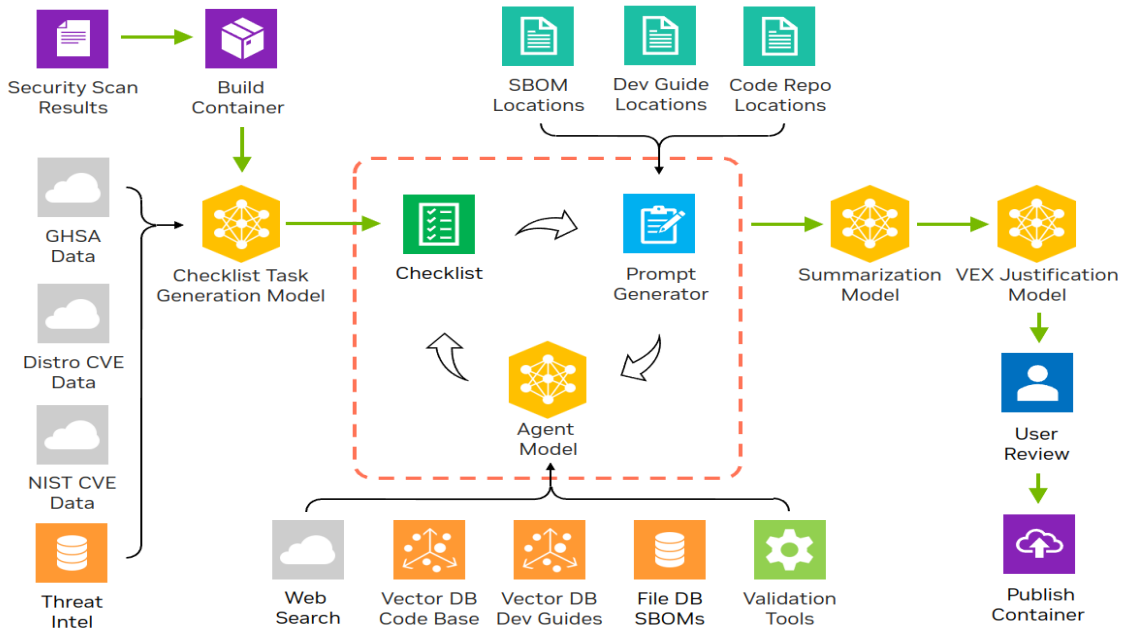 Security Scan
Results
Build
Container
SBOM
Locations
Dev Guide
Locations
Code Repo
Locations
GHSA
Data
Distro CVE
Data
NIST CVE
Data
Threat
Intel
Checklist Task
Generation Model
Checklist
Prompt
Generator
Agent
Model
Summarization
Model
VEX Justification
Model
User
Review
Publish
Container
Web
Search
Vector DB
Code Base
Vector DB
Dev Guides
File DB
SBOMs
Validation
Tools